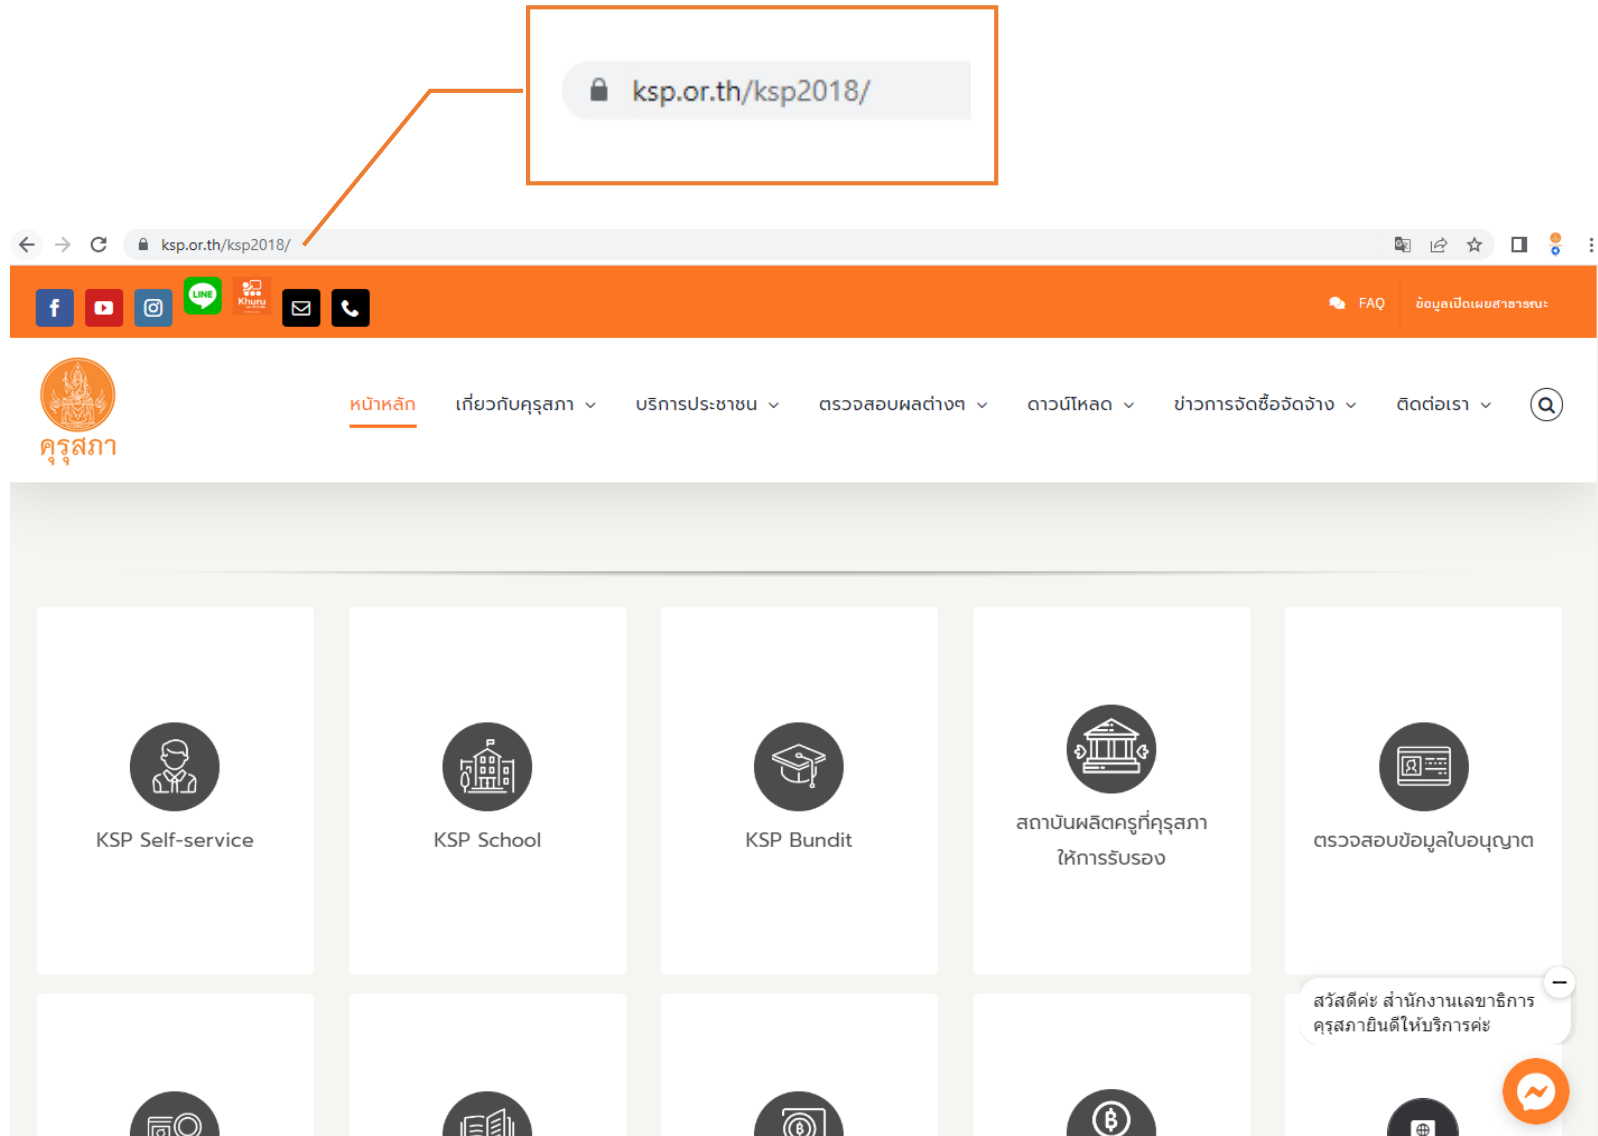 ksp.or.th/ksp2018/
ksp.or.th/ksp2018/
LINE
Khuru
FAQ
ข้อมูลเปิดเผยสาธารณะ
คุรุสภา
หน้าหลัก
เกี่ยวกับคุรุสภา
บริการประชาชน
ตรวจสอบผลต่างๆ
ดาวน์โหลด
ข่าวการจัดซื้อจัดจ้าง
ติดต่อเรา
KSP Self-service
KSP School
KSP Bundit
สถาบันผลิตครูที่คุรุสภา
ให้การรับรอง
ตรวจสอบข้อมูลใบอนุญาต
สวัสดีค่ะ สำนักงานเลขาธิการ
คุรุสภายินดีให้บริการค่ะ